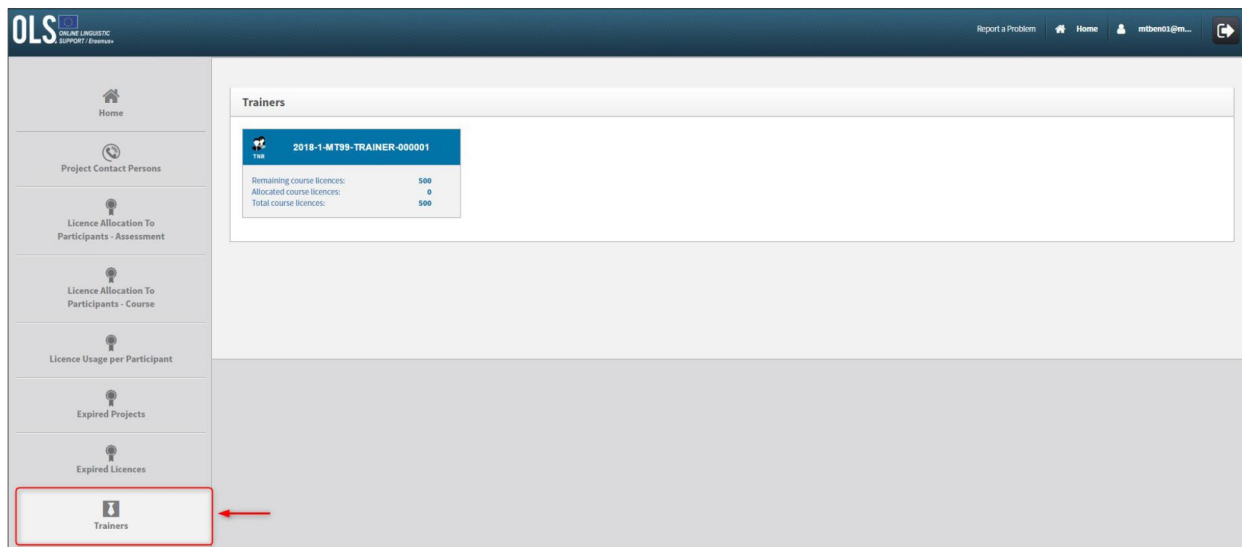 OLS ONLINE LINGUISTIC
SUPPORT / Erasmus+
Report a Problem Home mtben01@m...
Home
Project Contact Persons
Licence Allocation To
Participants - Assessment
Licence Allocation To
Participants - Course
Licence Usage per Participant
Expired Projects
Expired Licences
Trainers
Trainers
TNR 2018-1-MT99-TRAINER-000001
Remaining course licences: 500
Allocated course licences: 0
Total course licences: 500